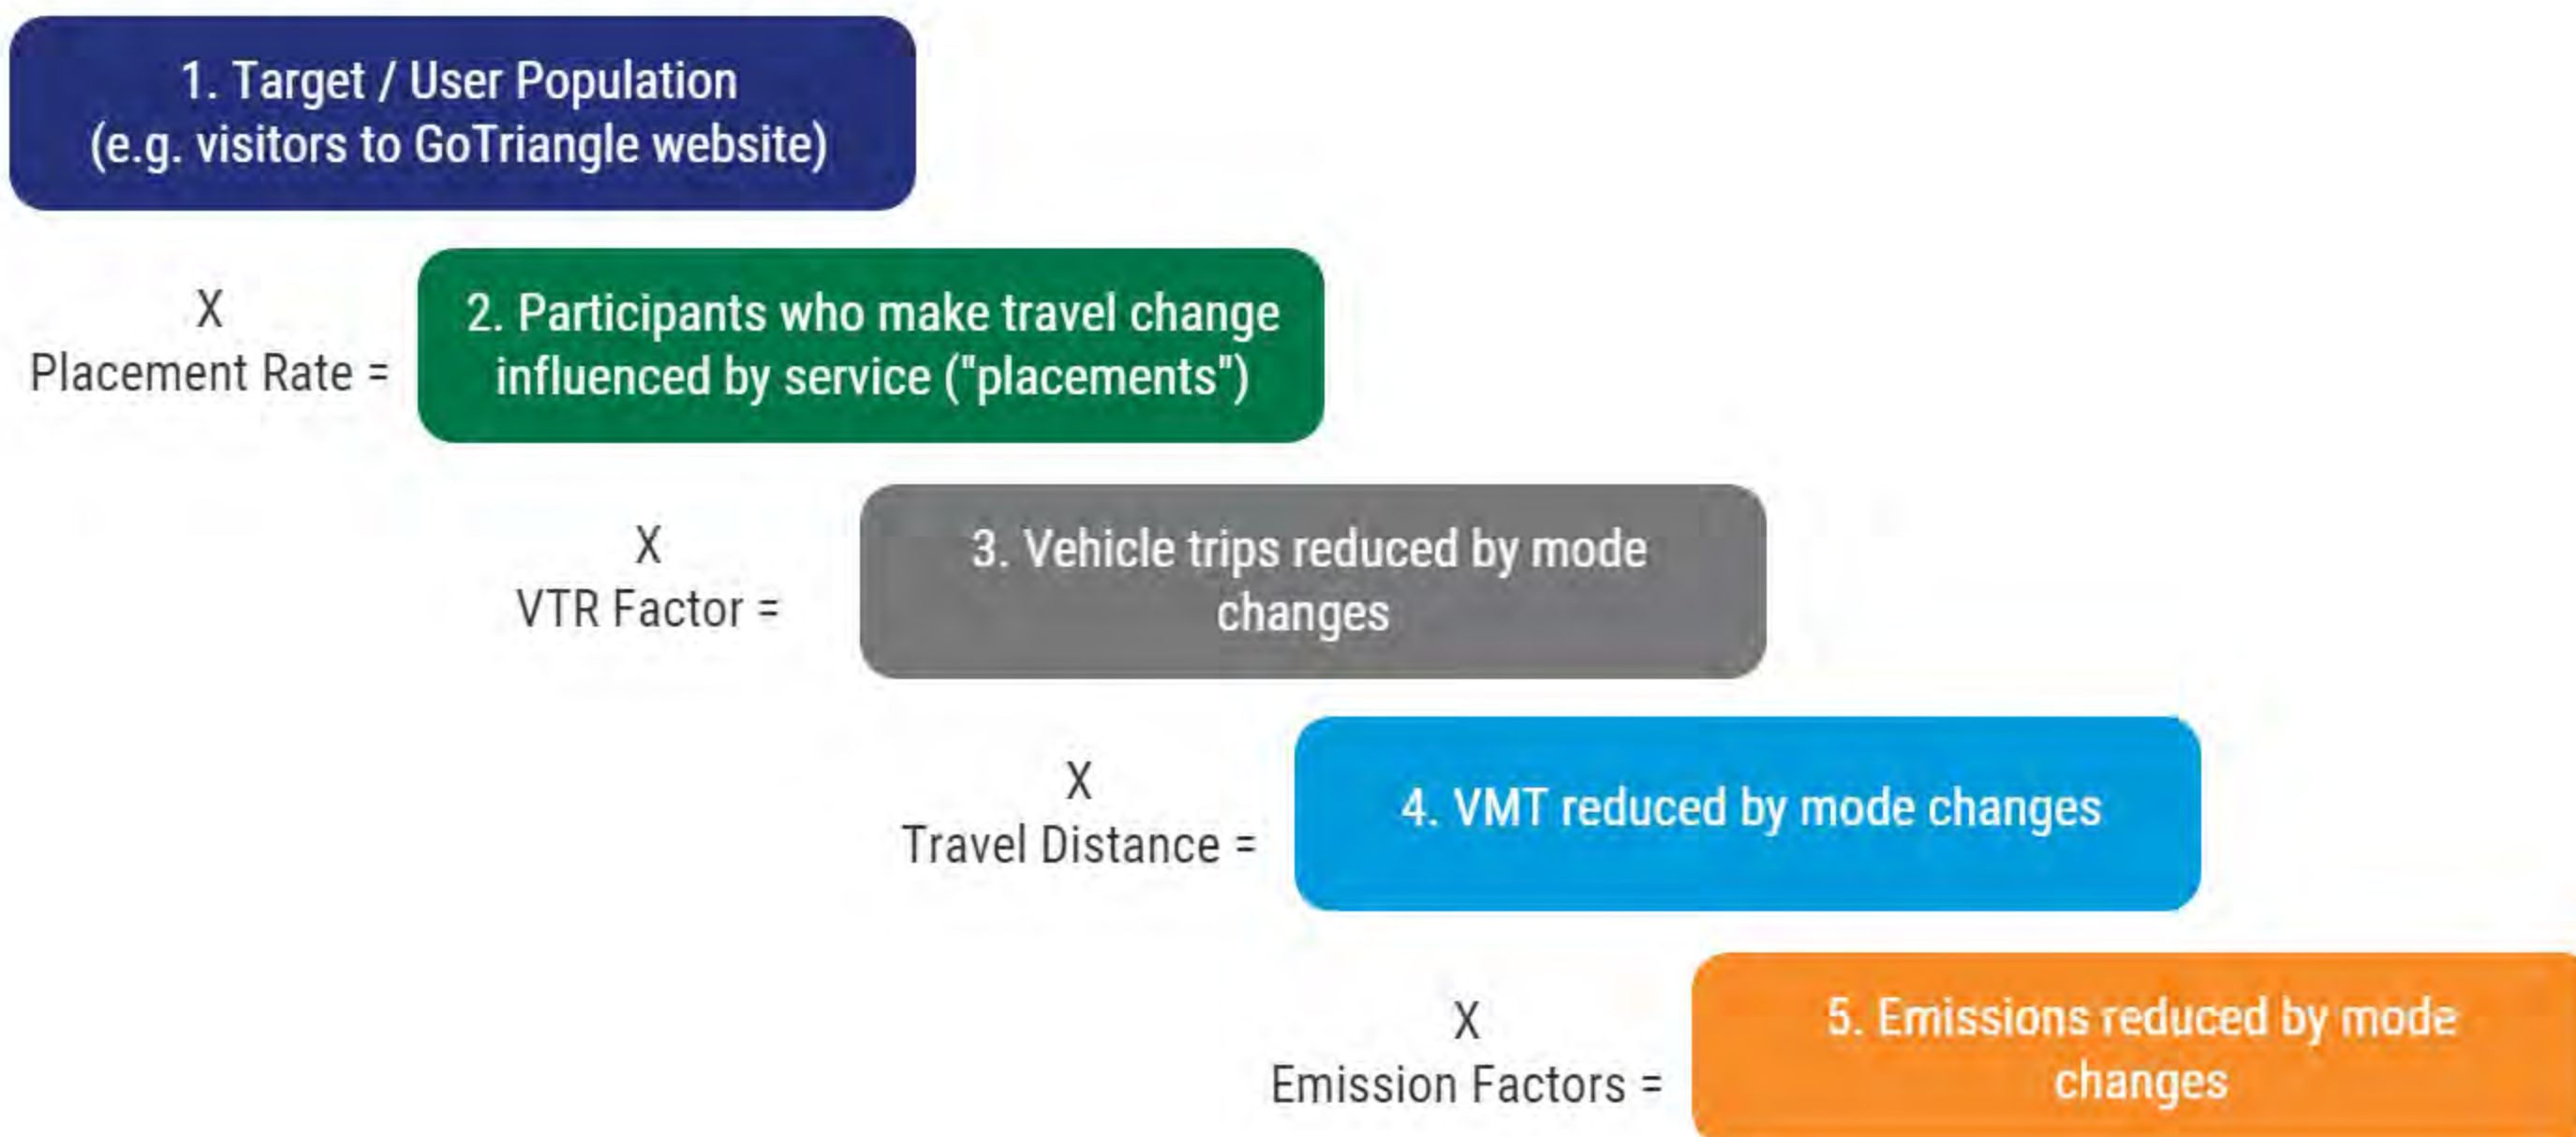 1. Target / User Population
(e.g. visitors to GoTriangle website)
X
Placement Rate =
2. Participants who make travel change
influenced by service ("placements")
X
VTR Factor =
3. Vehicle trips reduced by mode
changes
X
Travel Distance =
4. VMT reduced by mode changes
X
Emission Factors =
5. Emissions reduced by mode
changes